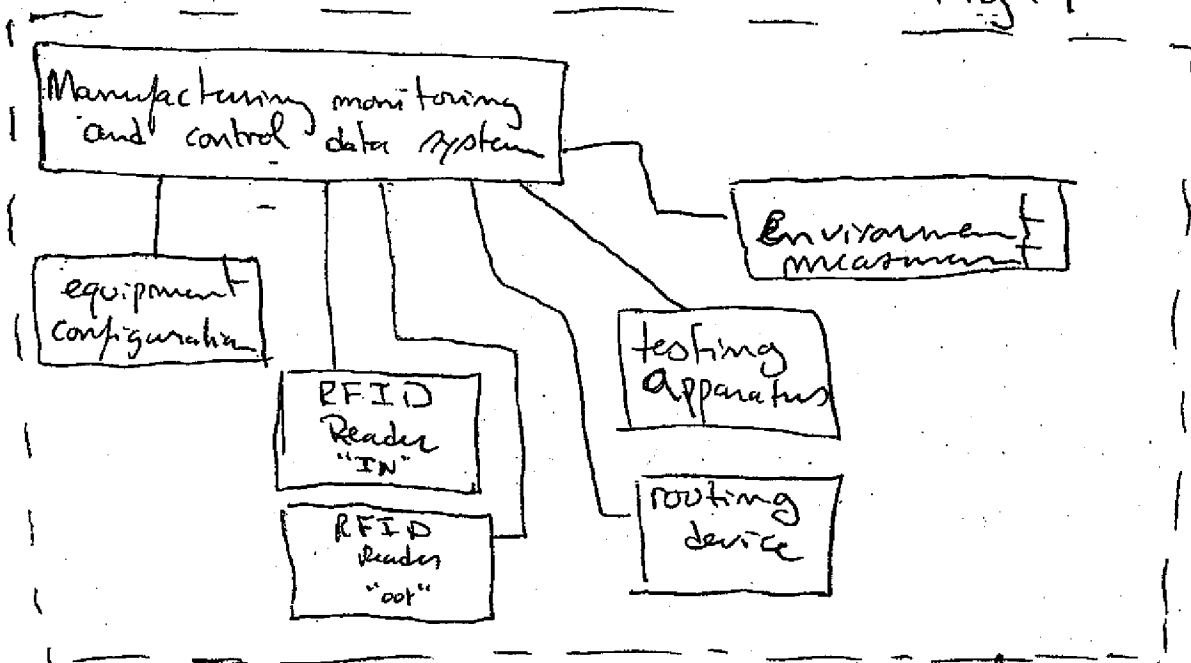 Manufacturing monitoring
and control data system
Environment
measument
equipment
configuration
testing
apparatus
RFID
Reader
"IN"
routing
device
RFID
Reader
"out"